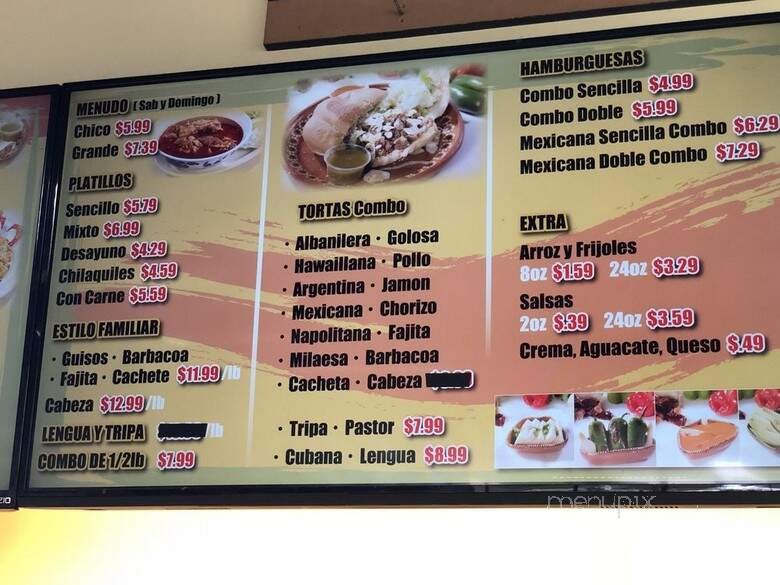 MENUDO ( Sab y Domingo )
Chico $5.99
Grande $7.39
PLATILLOS
Sencillo $5.79
Mixto $6.99
Desayuno $4.29
Chilaquiles $4.59
Con Carne $5.59
ESTILO FAMILIAR
· Guisos · Barbacoa
· Fajita · Cachete $11.99/lb
Cabeza $12.99/lb
LENGUA Y TRIPA /lb
COMBO DE 1/2lb $7.99
TORTAS Combo
· Albanilera · Golosa
· Hawaillana · Pollo
· Argentina · Jamon
· Mexicana · Chorizo
· Napolitana · Fajita
· Milaesa · Barbacoa
· Cacheta · Cabeza
· Tripa · Pastor $7.99
· Cubana · Lengua $8.99
HAMBURGUESAS
Combo Sencilla $4.99
Combo Doble $5.99
Mexicana Sencilla Combo $6.29
Mexicana Doble Combo $7.29
EXTRA
Arroz y Frijoles
8oz $1.59 24oz $3.29
Salsas
2oz $.39 24oz $3.59
Crema, Aguacate, Queso $.49
menupix